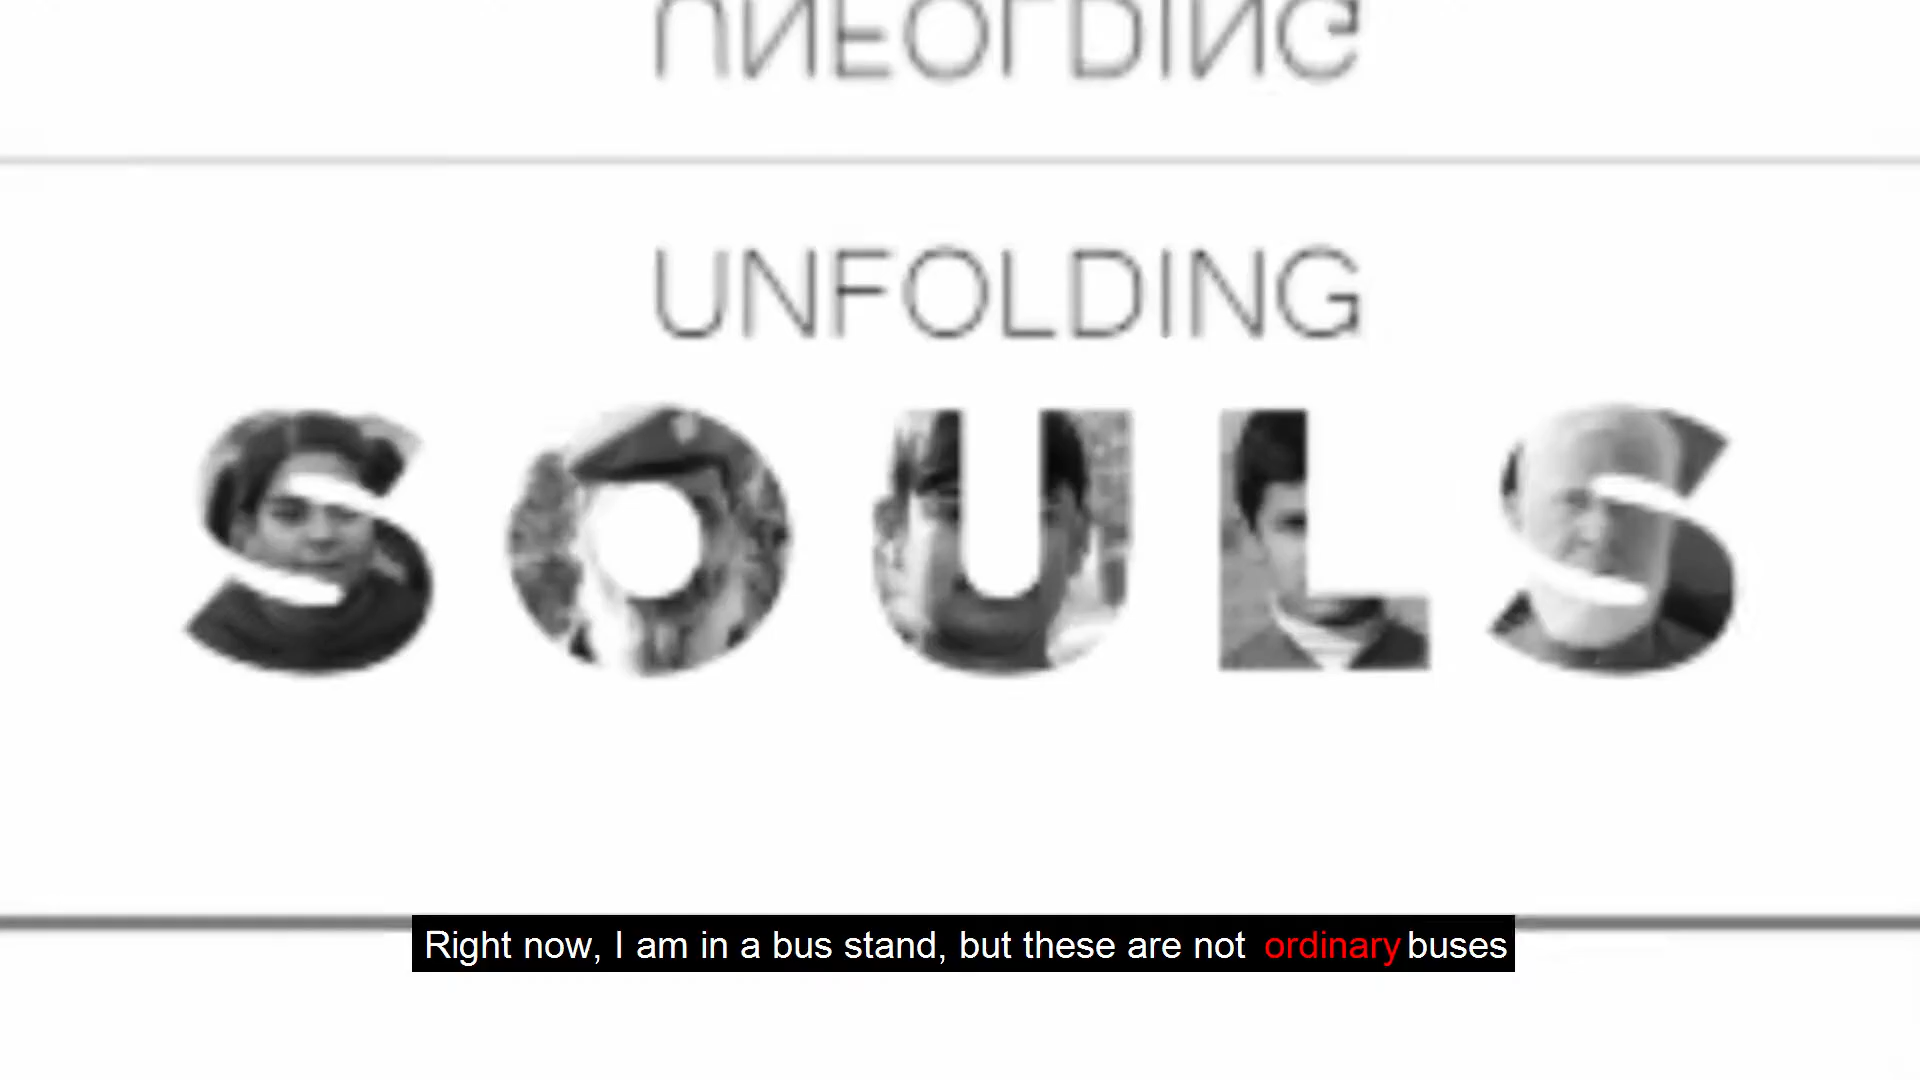 UNFOLDING
UNFOLDING
SOULS
Right now, I am in a bus stand, but these are not ordinary buses